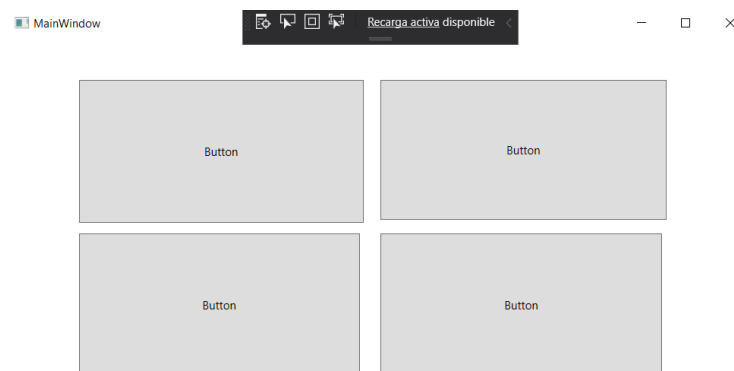 MainWindow
Recarga activa disponible
Button
Button
Button
Button